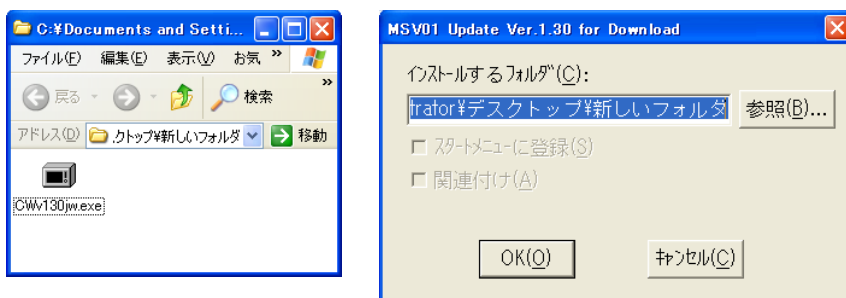 C:¥Documents and Setti...
ファイル(F) 編集(E) 表示(V) お気 »
戻る 検索 »
アドレス(D) クトップ¥新しいフォルダ 移動
CWv130jw.exe
MSV01 Update Ver.1.30 for Download
インストールするフォルダ(C):
trator¥デスクトップ¥新しいフォルダ 参照(B)...
スタートメニューに登録(S)
関連付け(A)
OK(O) キャンセル(C)